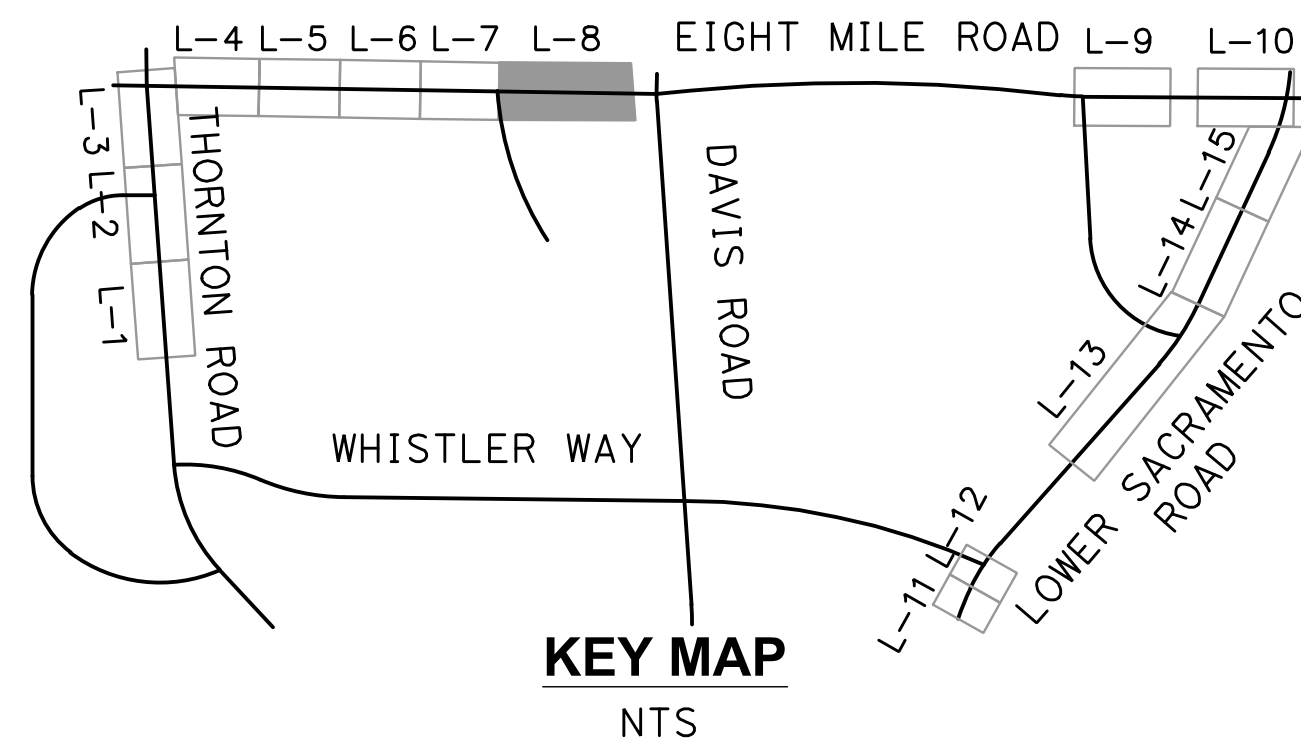 L-4 L-5 L-6 L-7 L-8 EIGHT MILE ROAD L-9 L-10
L-3
L-2
L-1
THORNTON ROAD
DAVIS ROAD
L-15
L-14
L-13
WHISTLER WAY
L-12
L-11
LOWER SACRAMENTO
ROAD
KEY MAP
NTS